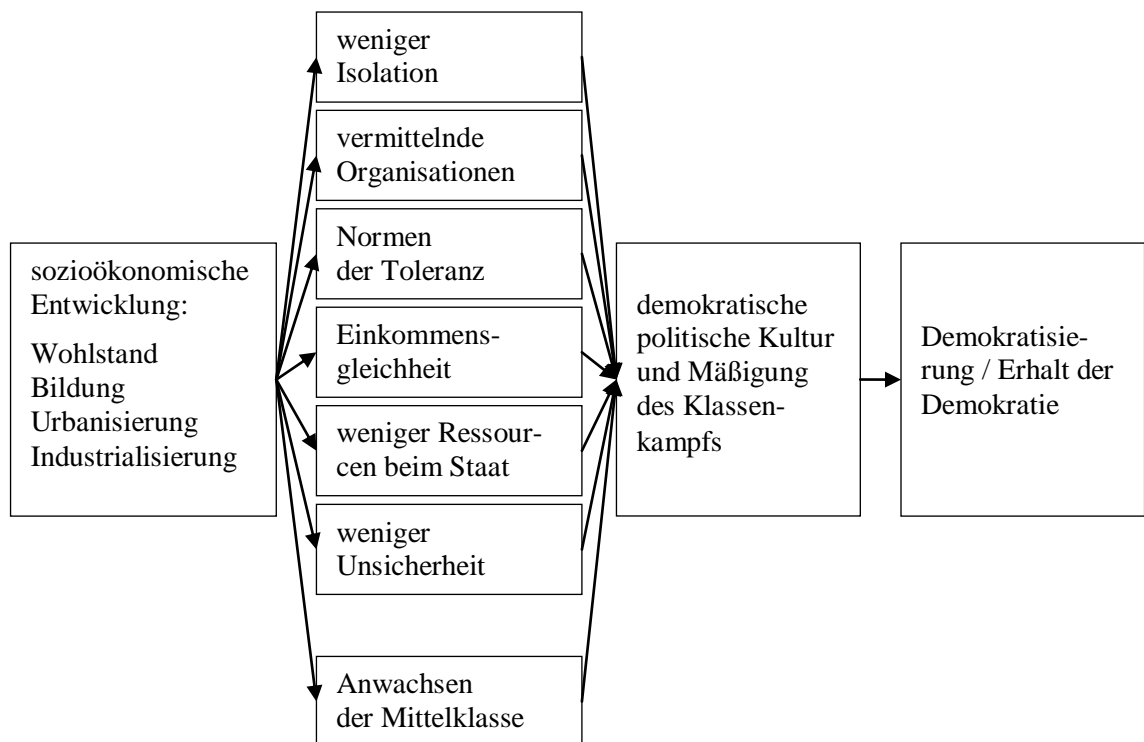 sozioökonomische
Entwicklung:
Wohlstand
Bildung
Urbanisierung
Industrialisierung
weniger
Isolation
vermittelnde
Organisationen
Normen
der Toleranz
Einkommens-
gleichheit
weniger Ressour-
cen beim Staat
weniger
Unsicherheit
Anwachsen
der Mittelklasse
demokratische
politische Kultur
und Mäßigung
des Klassen-
kampfs
Demokratisie-
rung / Erhalt der
Demokratie